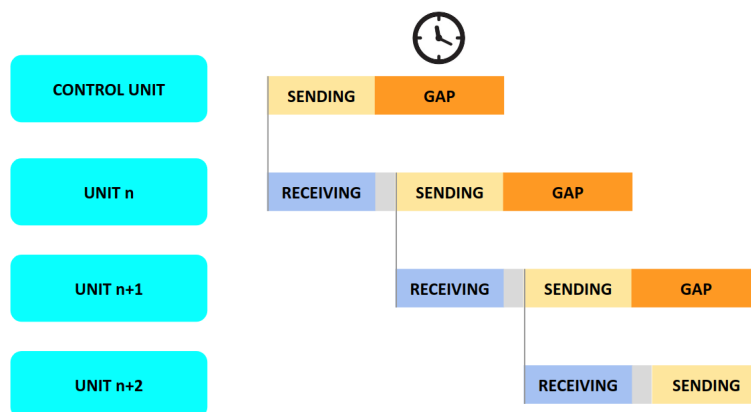 CONTROL UNIT
SENDING GAP
UNIT n
RECEIVING SENDING GAP
UNIT n+1
RECEIVING SENDING GAP
UNIT n+2
RECEIVING SENDING